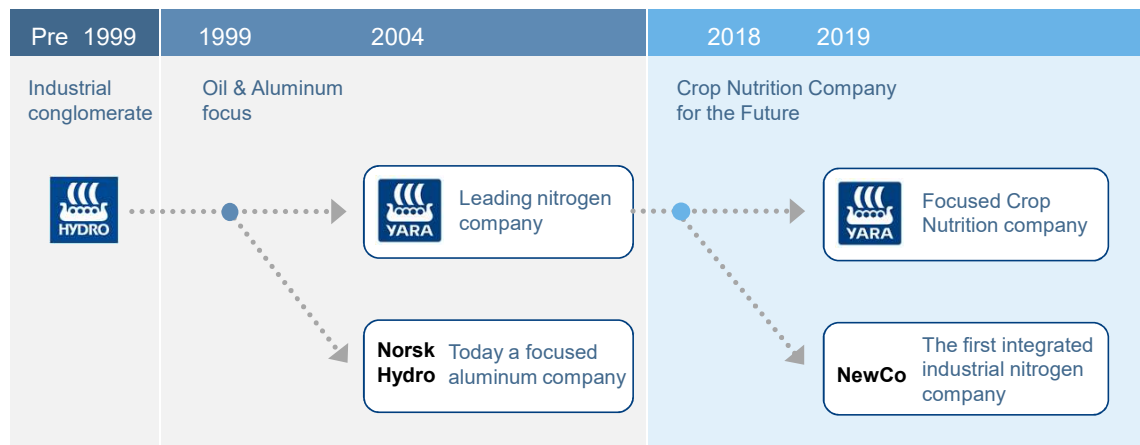 Pre 1999
1999
2004
2018
2019
Industrial
conglomerate
Oil & Aluminum
focus
Crop Nutrition Company
for the Future
HYDRO
YARA
Leading nitrogen
company
YARA
Focused Crop
Nutrition company
Norsk
Hydro
Today a focused
aluminum company
NewCo
The first integrated
industrial nitrogen
company